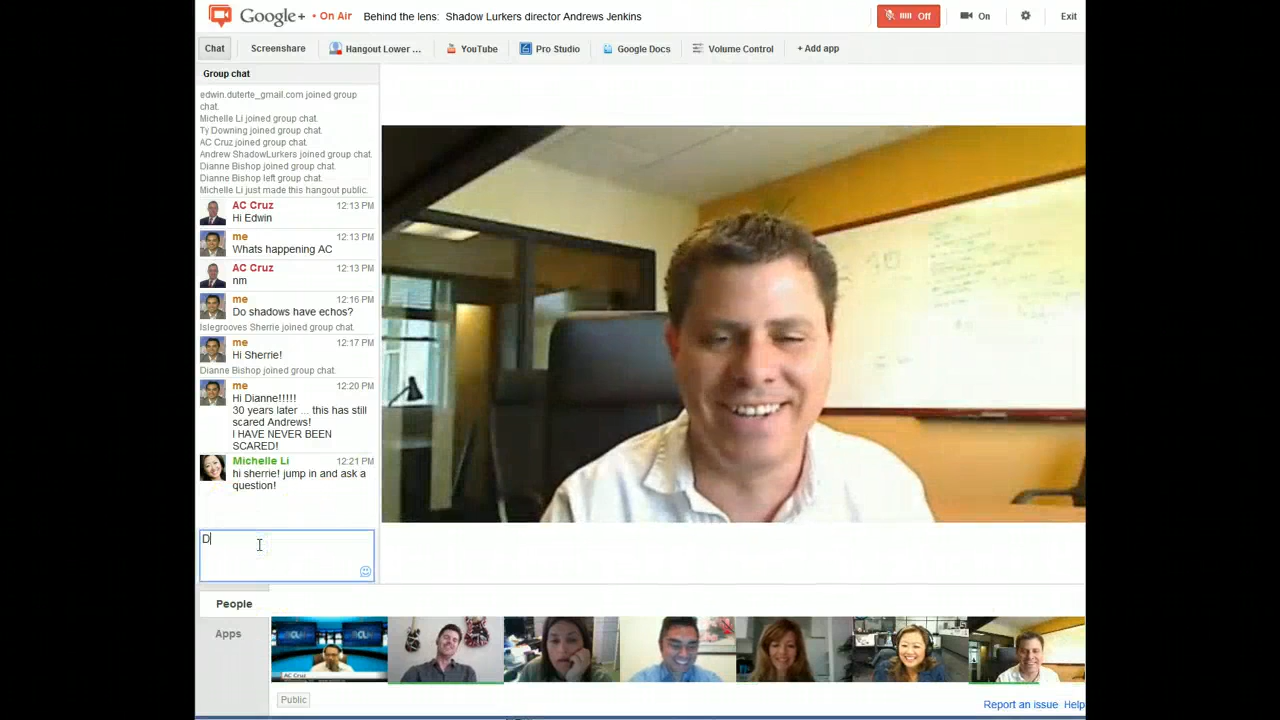 Google+ • On Air Behind the lens: Shadow Lurkers director Andrews Jenkins Off On Exit
Chat Screenshare Hangout Lower ... YouTube Pro Studio Google Docs Volume Control + Add app
Group chat
edwin.duterte_gmail.com joined group
chat.
Michelle Li joined group chat.
Ty Downing joined group chat.
AC Cruz joined group chat.
Andrew ShadowLurkers joined group chat.
Dianne Bishop joined group chat.
Dianne Bishop left group chat.
Michelle Li just made this hangout public.
AC Cruz 12:13 PM
Hi Edwin
me 12:13 PM
Whats happening AC
AC Cruz 12:13 PM
nm
me 12:16 PM
Do shadows have echos?
Islegrooves Sherrie joined group chat.
me 12:17 PM
Hi Sherrie!
Dianne Bishop joined group chat.
me 12:20 PM
Hi Dianne!!!!!
30 years later ... this has still
scared Andrews!
I HAVE NEVER BEEN
SCARED!
Michelle Li 12:21 PM
hi sherrie! jump in and ask a
question!
D
People
Apps
AC Cruz
Public
Report an issue Help